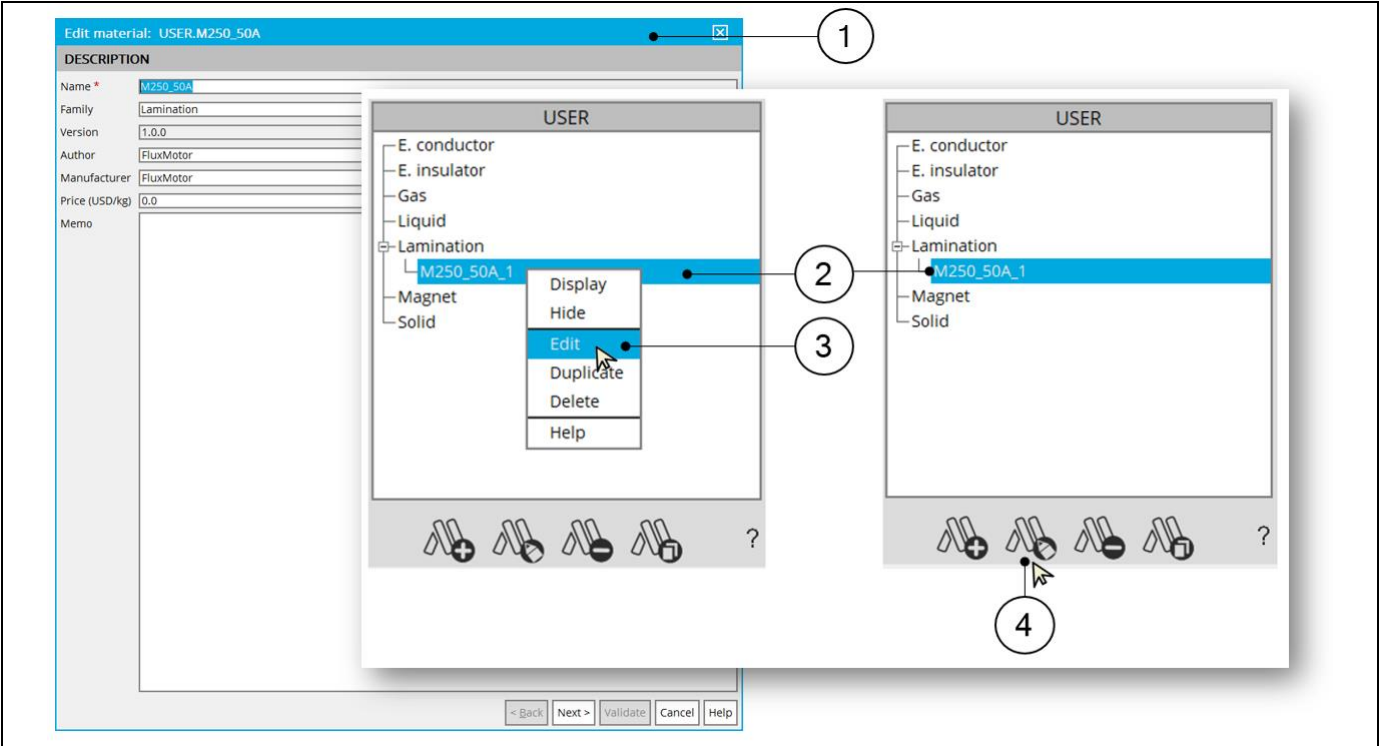 Edit material: USER.M250_50A
1
DESCRIPTION
Name * M250_50A
Family Lamination
Version 1.0.0
Author FluxMotor
Manufacturer FluxMotor
Price (USD/kg) 0.0
Memo
USER
E. conductor
E. insulator
Gas
Liquid
Lamination
M250_50A_1
Magnet
Solid
Display
Hide
Edit
Duplicate
Delete
Help
?
2
3
USER
E. conductor
E. insulator
Gas
Liquid
Lamination
M250_50A_1
Magnet
Solid
?
4
< Back Next > Validate Cancel Help